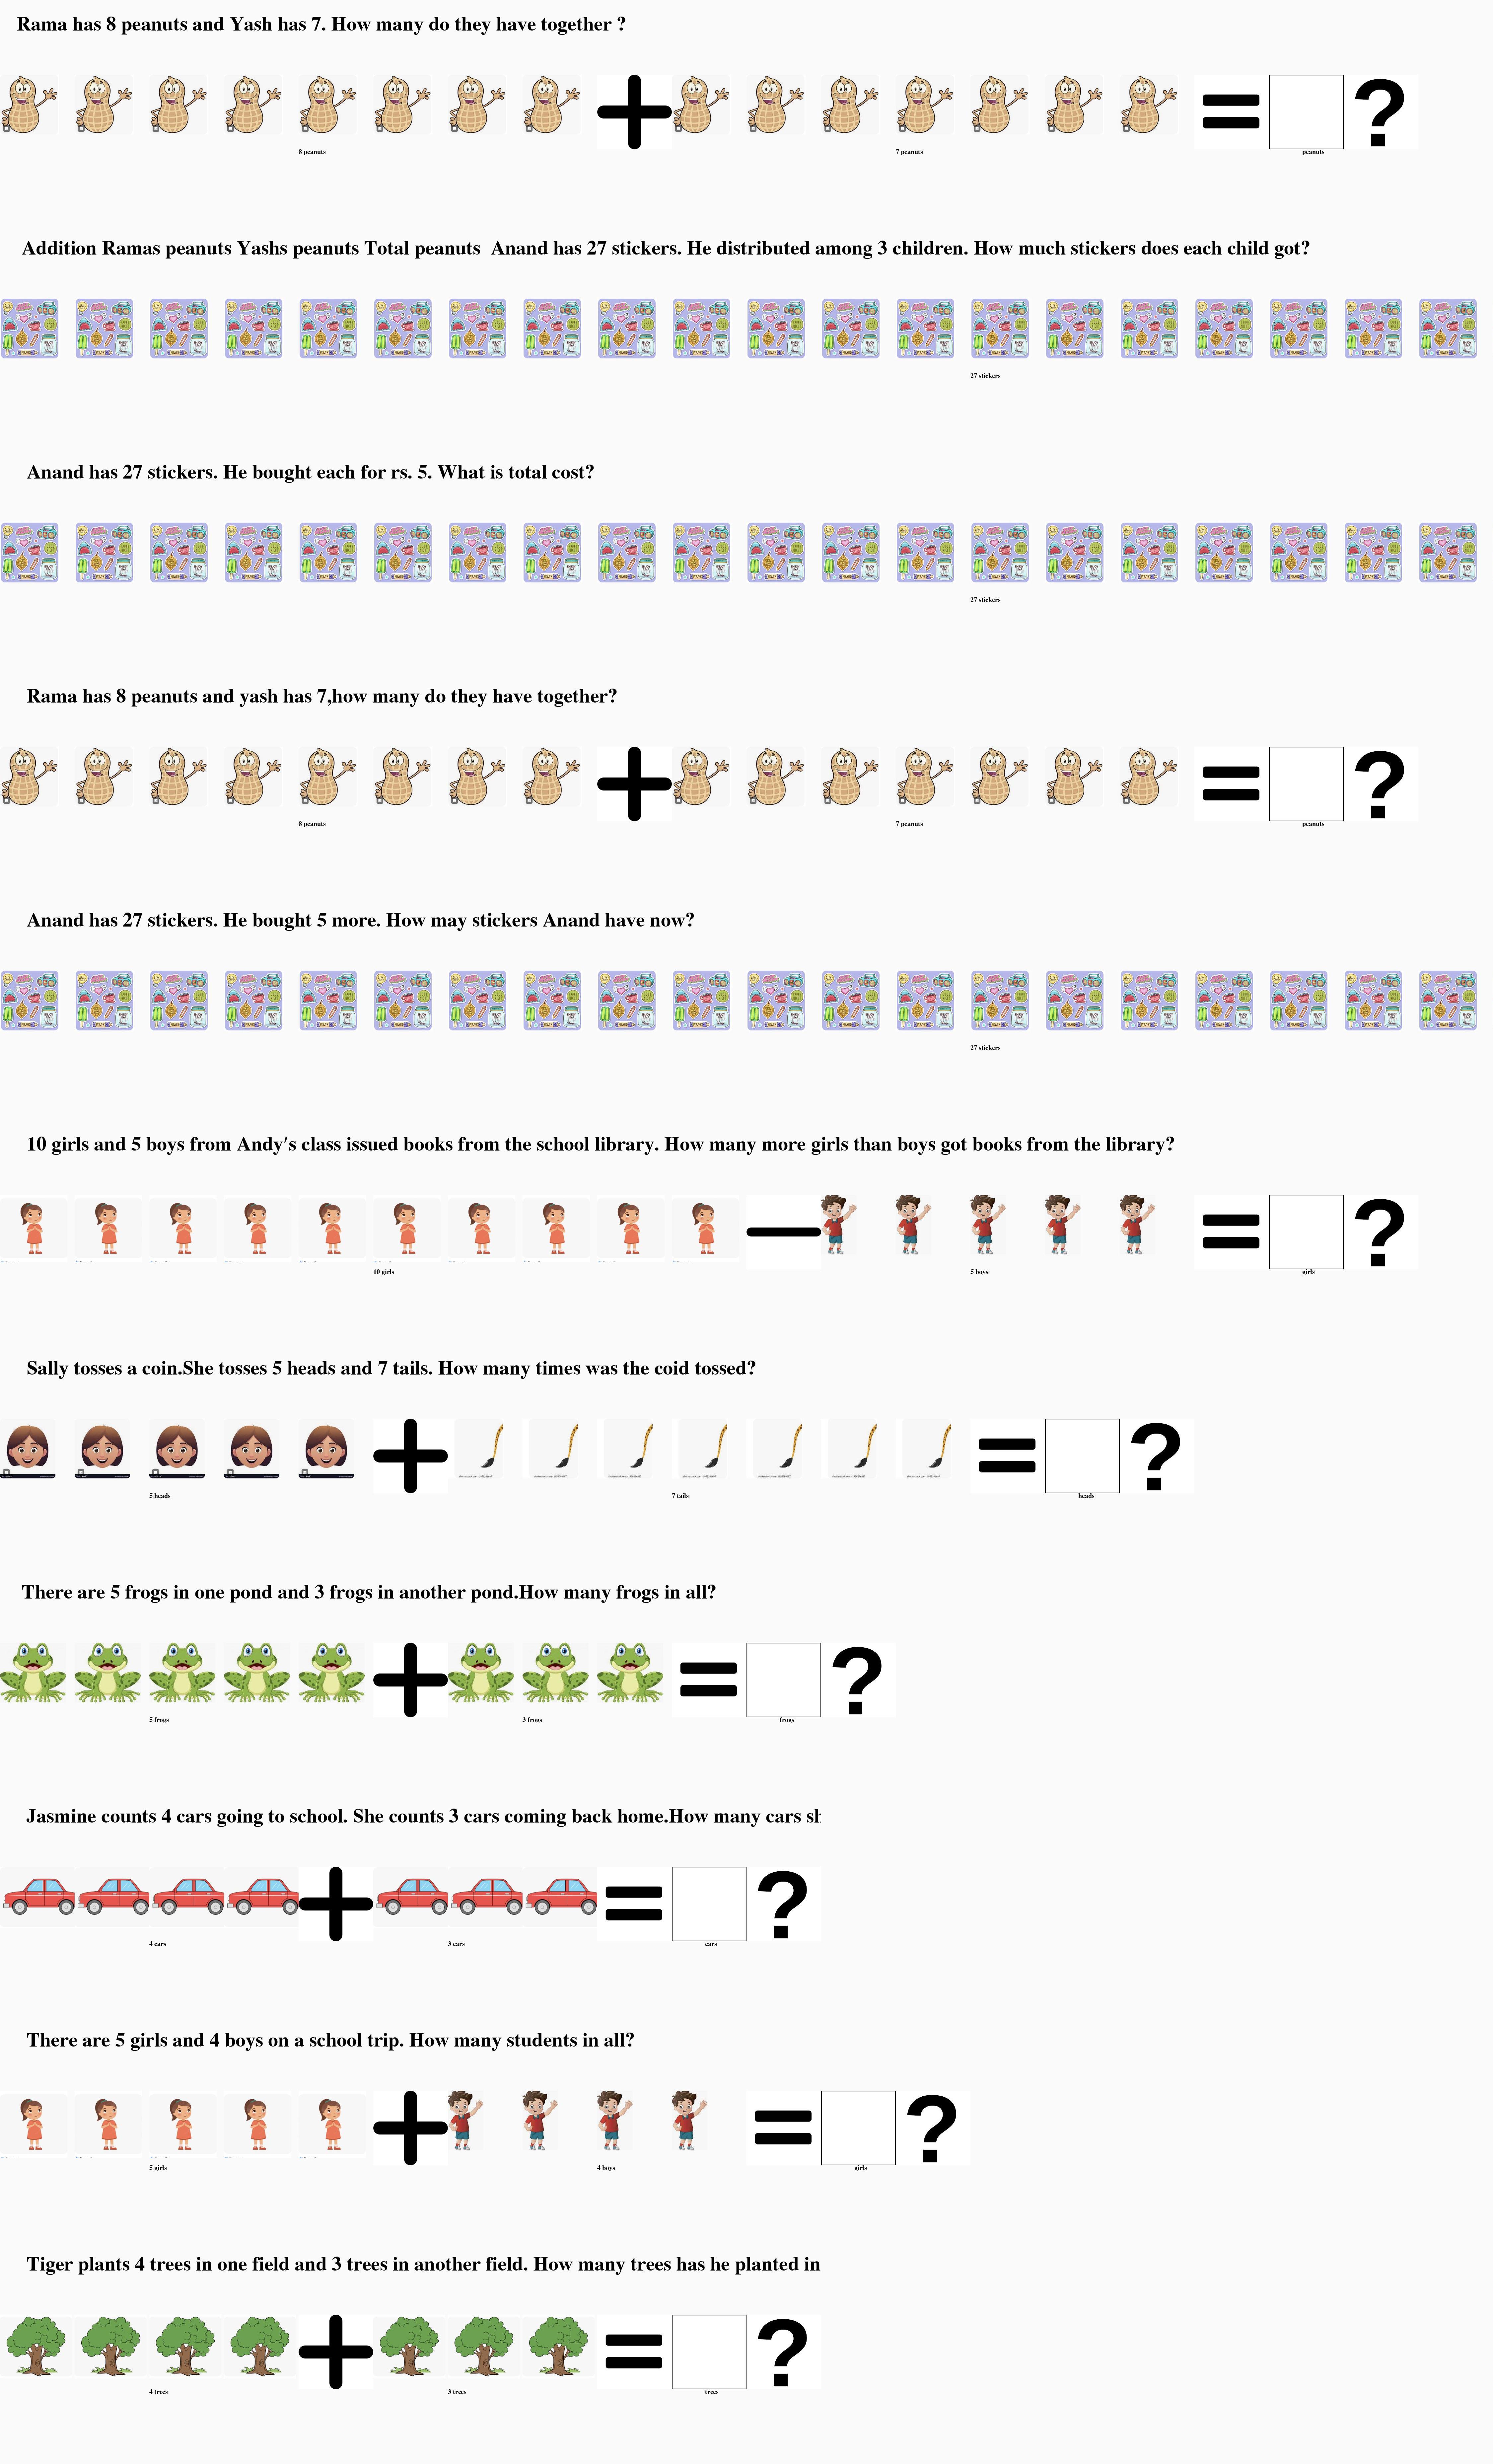 Rama has 8 peanuts and Yash has 7. How many do they have together ?
8 peanuts 7 peanuts peanuts
Addition Ramas peanuts Yashs peanuts Total peanuts  Anand has 27 stickers. He distributed among 3 children. How much stickers does each child got?
27 stickers
Anand has 27 stickers. He bought each for rs. 5. What is total cost?
27 stickers
Rama has 8 peanuts and yash has 7,how many do they have together?
8 peanuts 7 peanuts peanuts
Anand has 27 stickers. He bought 5 more. How may stickers Anand have now?
27 stickers
10 girls and 5 boys from Andy's class issued books from the school library. How many more girls than boys got books from the library?
10 girls 5 boys girls
Sally tosses a coin.She tosses 5 heads and 7 tails. How many times was the coid tossed?
5 heads 7 tails heads
There are 5 frogs in one pond and 3 frogs in another pond.How many frogs in all?
5 frogs 3 frogs frogs
Jasmine counts 4 cars going to school. She counts 3 cars coming back home.How many cars sh
4 cars 3 cars cars
There are 5 girls and 4 boys on a school trip. How many students in all?
5 girls 4 boys girls
Tiger plants 4 trees in one field and 3 trees in another field. How many trees has he planted in
4 trees 3 trees trees